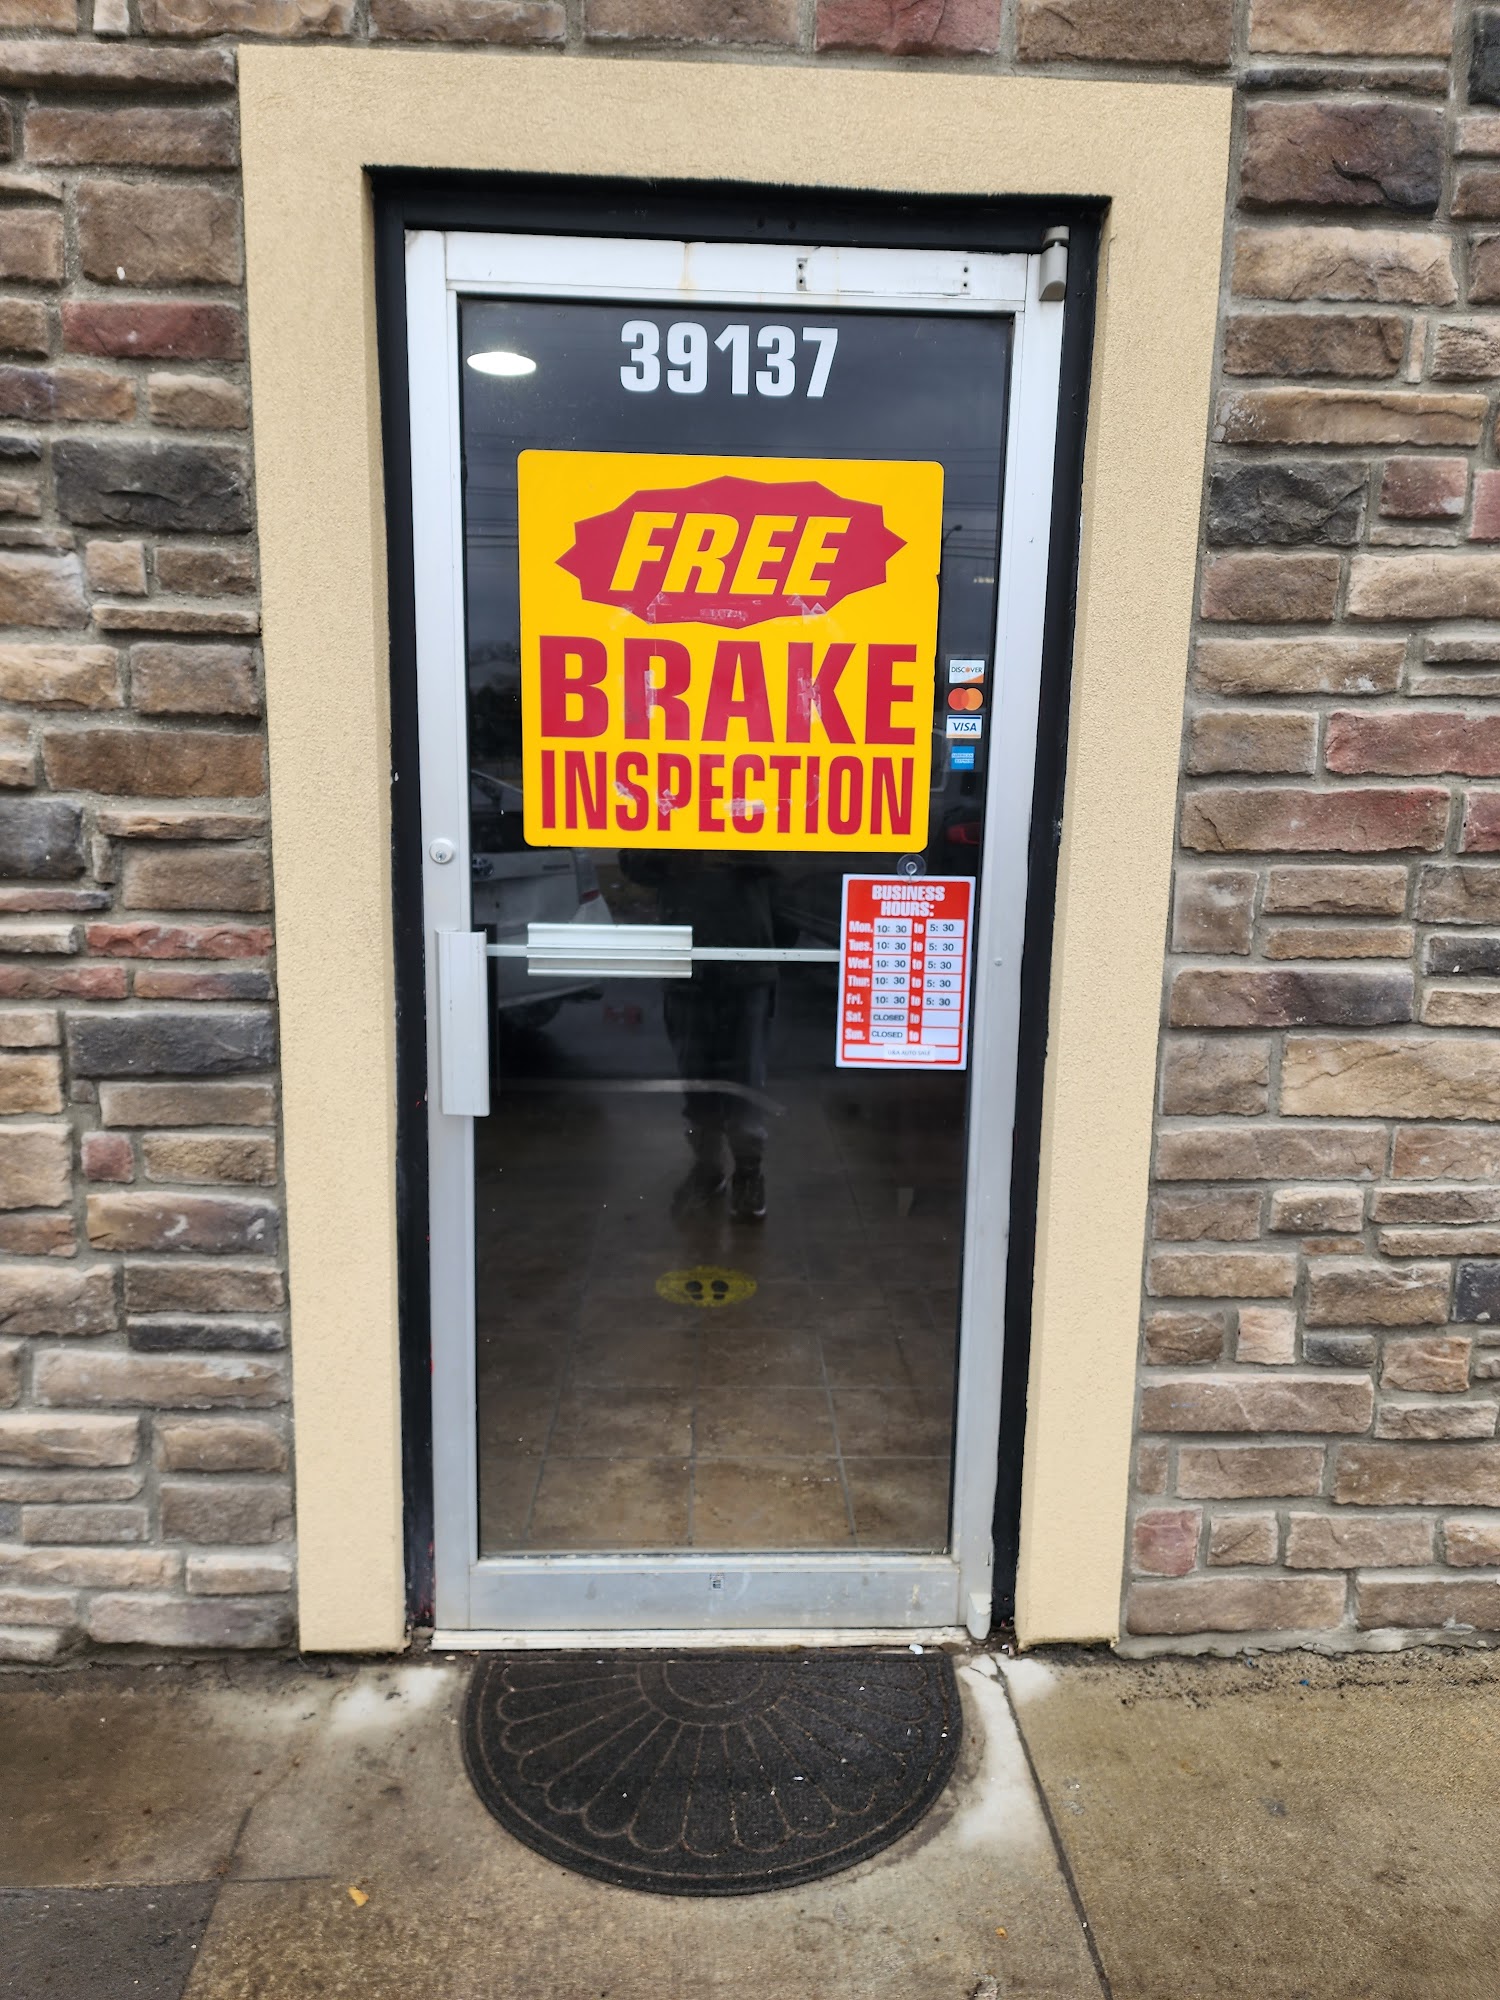 39137
FREE
BRAKE
INSPECTION
DISCOVER
VISA
BUSINESS
HOURS:
Mon. 10: 30 to 5: 30
Tues. 10: 30 to 5: 30
Wed. 10: 30 to 5: 30
Thur. 10: 30 to 5: 30
Fri. 10: 30 to 5: 30
Sat. CLOSED to
Sun. CLOSED to